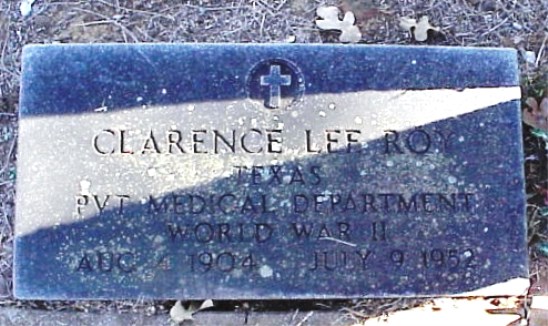 CLARENCE LEE ROY
TEXAS
PVT MEDICAL DEPARTMENT
WORLD WAR II
AUG 4 1904 JULY 9 1952